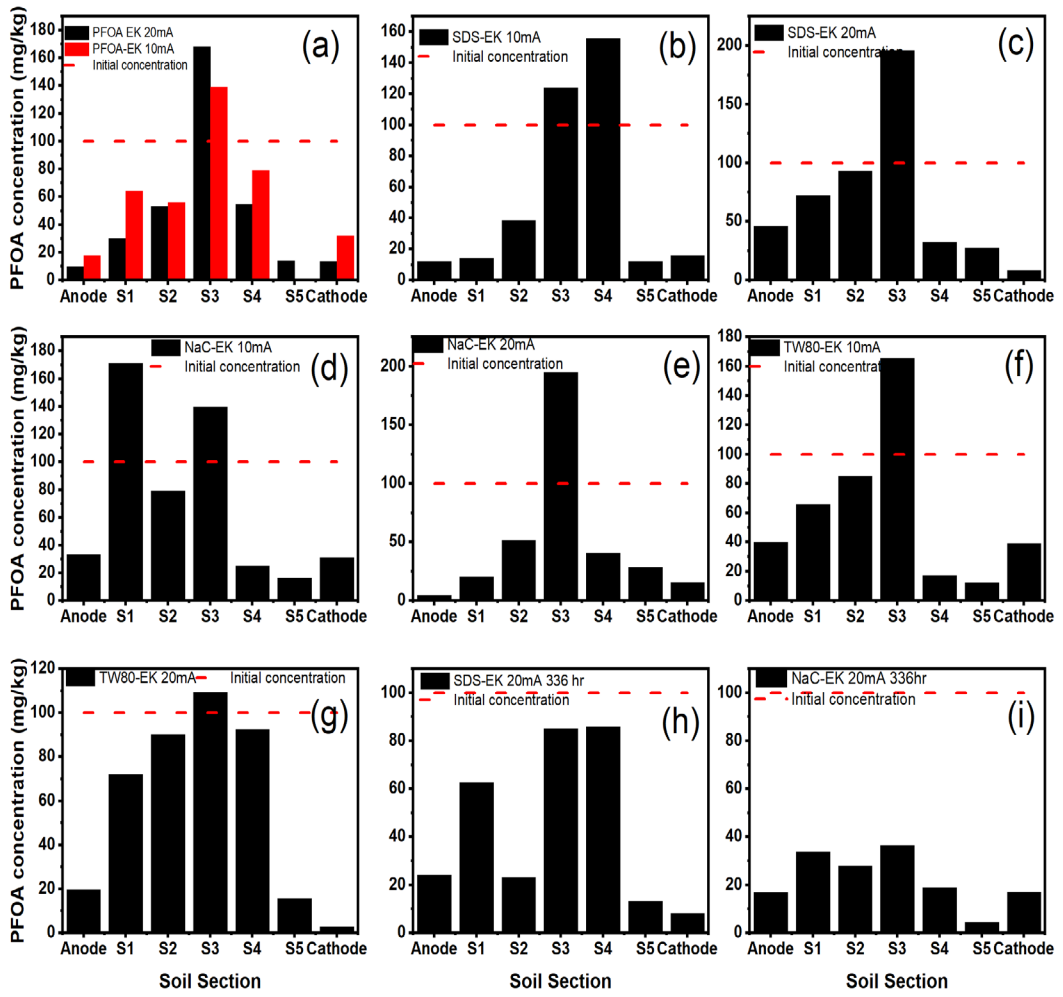 PFOA concentration (mg/kg)
180
160
140
120
100
80
60
40
20
0
PFOA EK 20mA
PFOA-EK 10mA
Initial concentration
(a)
Anode S1 S2 S3 S4 S5 Cathode
160
140
120
100
80
60
40
20
0
SDS-EK 10mA
Initial concentration
(b)
Anode S1 S2 S3 S4 S5 Cathode
200
150
100
50
0
SDS-EK 20mA
Initial concentration
(c)
Anode S1 S2 S3 S4 S5 Cathode
PFOA concentration (mg/kg)
180
160
140
120
100
80
60
40
20
0
NaC-EK 10mA
Initial concentration
(d)
Anode S1 S2 S3 S4 S5 Cathode
200
150
100
50
0
NaC-EK 20mA
Initial concentration
(e)
Anode S1 S2 S3 S4 S5 Cathode
180
160
140
120
100
80
60
40
20
0
TW80-EK 10mA
Initial concentration
(f)
Anode S1 S2 S3 S4 S5 Cathode
PFOA concentration (mg/kg)
120
100
80
60
40
20
0
TW80-EK 20mA Initial concentration
(g)
Anode S1 S2 S3 S4 S5 Cathode
Soil Section
100
80
60
40
20
0
SDS-EK 20mA 336 hr
Initial concentration
(h)
Anode S1 S2 S3 S4 S5 Cathode
Soil Section
100
80
60
40
20
0
NaC-EK 20mA 336hr
Initial concentration
(i)
Anode S1 S2 S3 S4 S5 Cathode
Soil Section